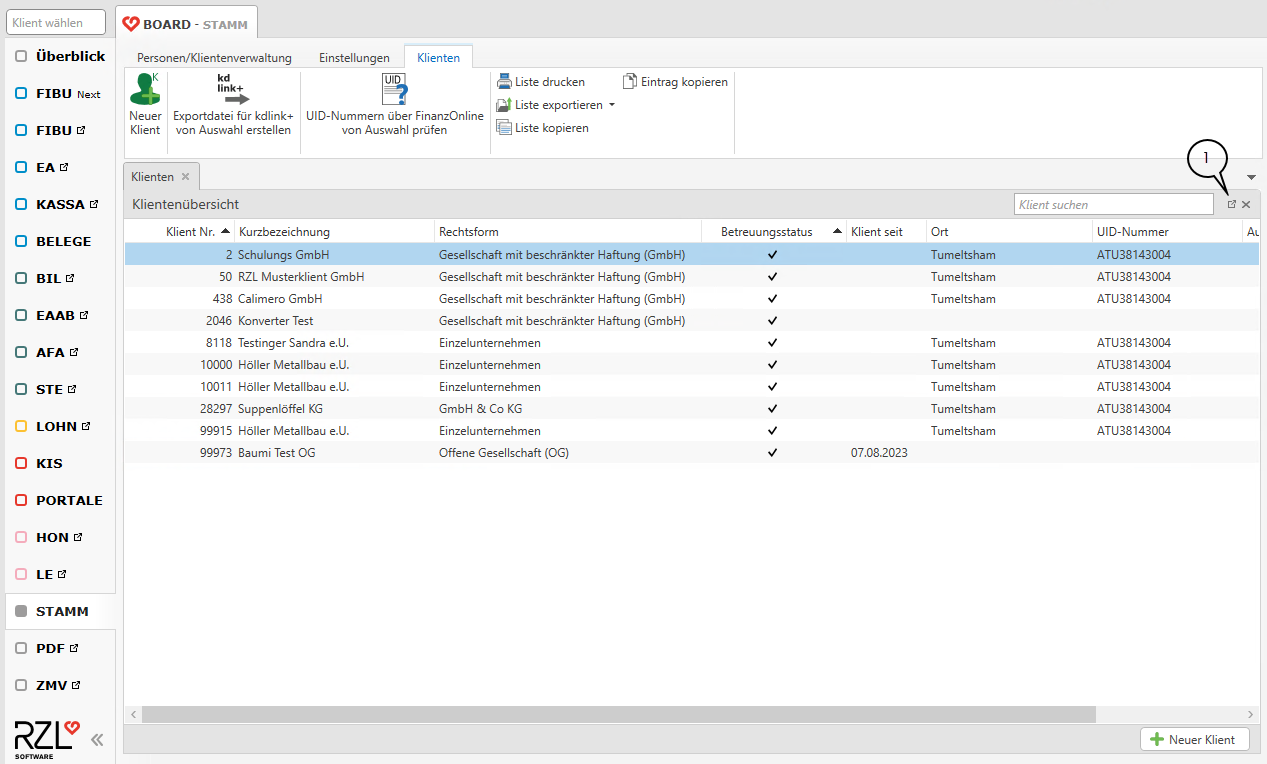 Klient wählen
BOARD - STAMM
Überblick
FIBU Next
FIBU
EA
KASSA
BELEGE
BIL
EAAB
AFA
STE
LOHN
KIS
PORTALE
HON
LE
STAMM
PDF
ZMV
RZL
SOFTWARE
Personen/Klientenverwaltung Einstellungen Klienten
K
Neuer
Klient
kd
link+
Exportdatei für kdlink+
von Auswahl erstellen
UID
?
UID-Nummern über FinanzOnline
von Auswahl prüfen
Liste drucken
Liste exportieren
Liste kopieren
Eintrag kopieren
1
Klienten
Klientenübersicht Klient suchen
Klient Nr. Kurzbezeichnung Rechtsform Betreuungsstatus Klient seit Ort UID-Nummer Au
2 Schulungs GmbH Gesellschaft mit beschränkter Haftung (GmbH) ✔ Tumeltsham ATU38143004
50 RZL Musterklient GmbH Gesellschaft mit beschränkter Haftung (GmbH) ✔ Tumeltsham ATU38143004
438 Calimero GmbH Gesellschaft mit beschränkter Haftung (GmbH) ✔ Tumeltsham ATU38143004
2046 Konverter Test Gesellschaft mit beschränkter Haftung (GmbH) ✔
8118 Testinger Sandra e.U. Einzelunternehmen ✔ Tumeltsham ATU38143004
10000 Höller Metallbau e.U. Einzelunternehmen ✔ Tumeltsham ATU38143004
10011 Höller Metallbau e.U. Einzelunternehmen ✔ Tumeltsham ATU38143004
28297 Suppenlöffel KG GmbH & Co KG ✔ Tumeltsham ATU38143004
99915 Höller Metallbau e.U. Einzelunternehmen ✔ Tumeltsham ATU38143004
99973 Baumi Test OG Offene Gesellschaft (OG) ✔ 07.08.2023
Neuer Klient